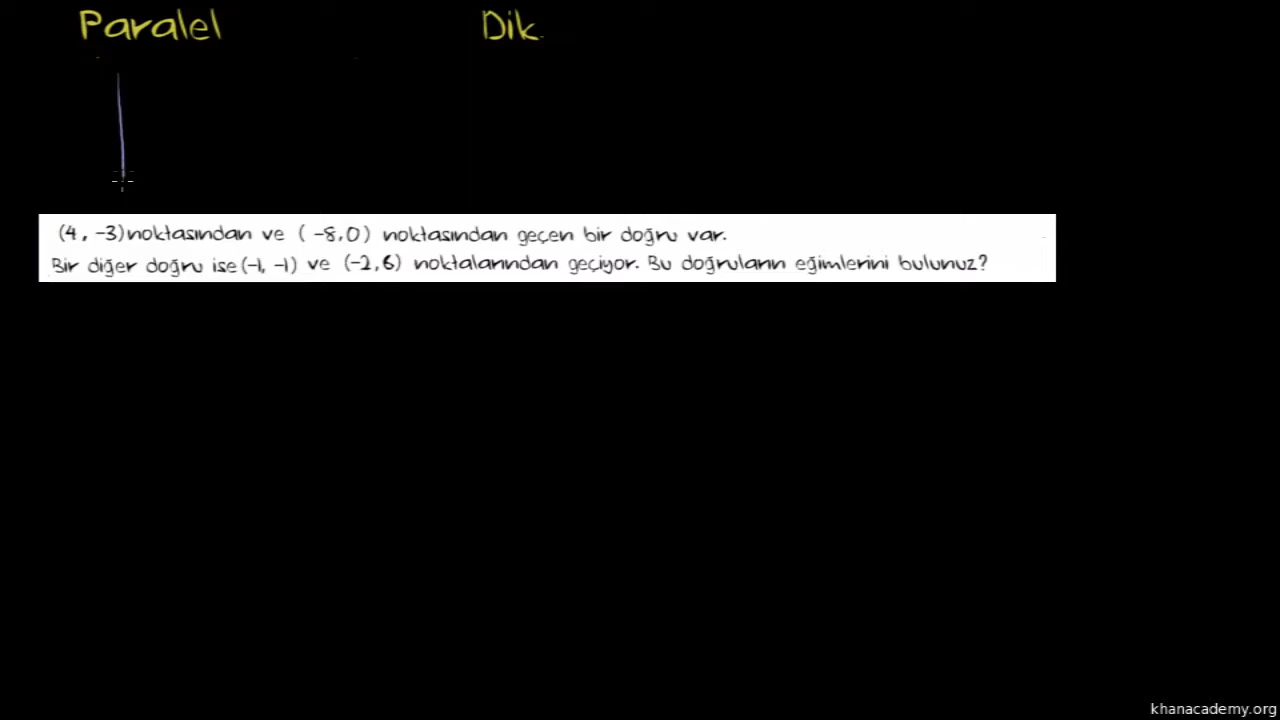 Paralel Dik
(4, -3) noktasından ve ( -8,0) noktasından geçen bir doğru var.
Bir diğer doğru ise (-1, -1) ve (-2,6) noktalarından geçiyor. Bu doğruların eğimlerini bulunuz?
khanacademy.org